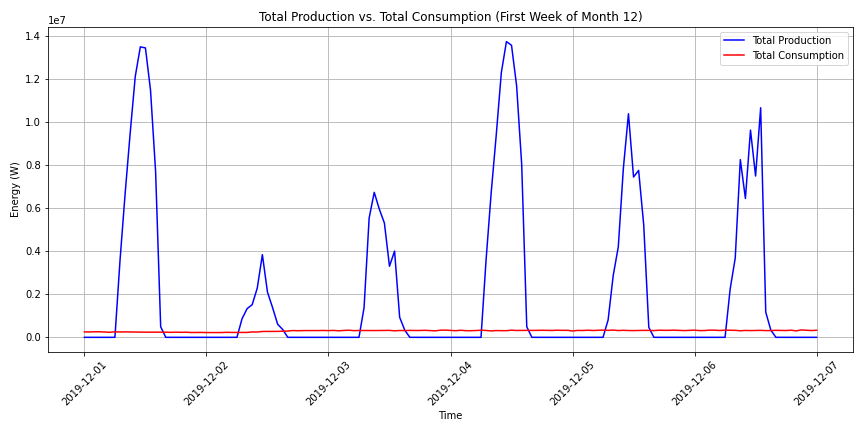 Total Production vs. Total Consumption (First Week of Month 12)
1e7
Total Production
Total Consumption
1.4
1.2
1.0
0.8
0.6
0.4
0.2
0.0
Energy (W)
2019-12-01
2019-12-02
2019-12-03
2019-12-04
2019-12-05
2019-12-06
2019-12-07
Time